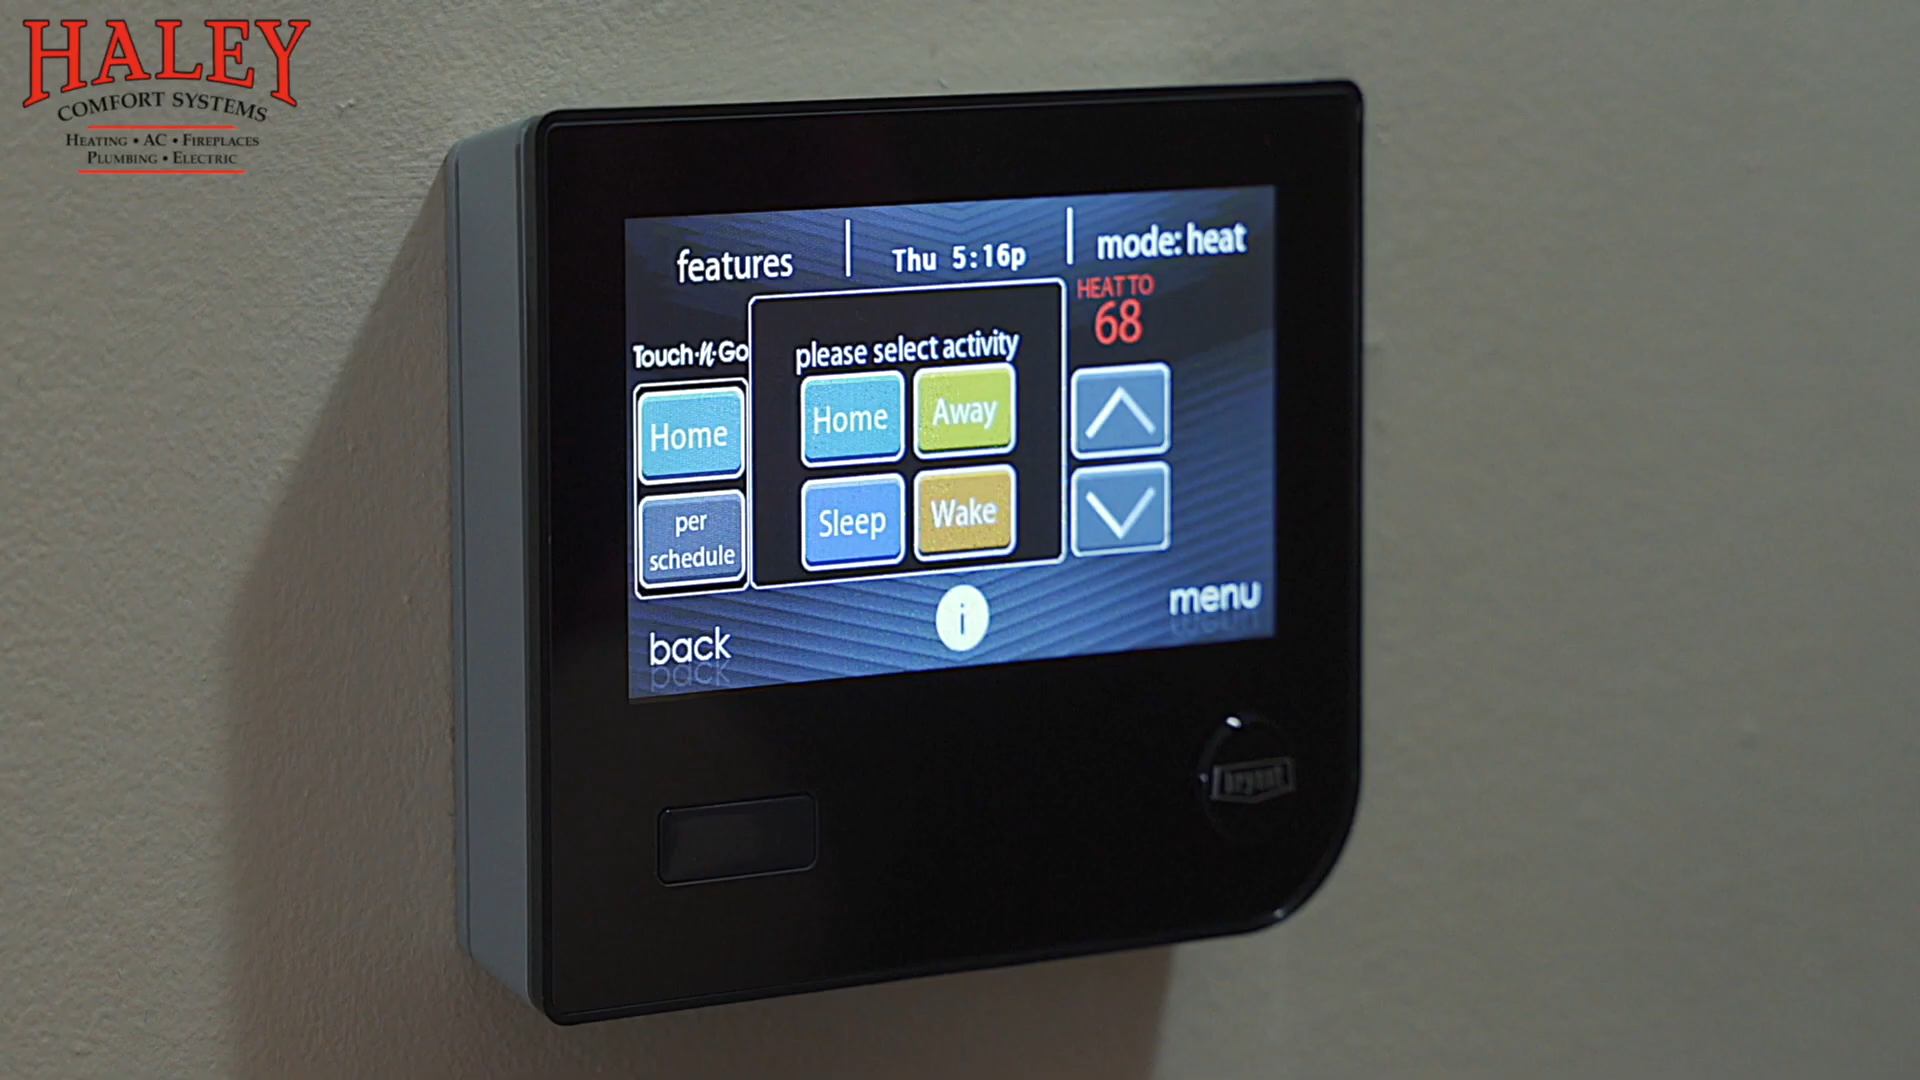 HALEY
COMFORT SYSTEMS
HEATING • AC • FIREPLACES
PLUMBING • ELECTRIC
features
Thu 5:16p
mode: heat
HEAT TO
68
Touch-N-Go
please select activity
Home
Home
Away
per
schedule
Sleep
Wake
back
i
menu
bryant